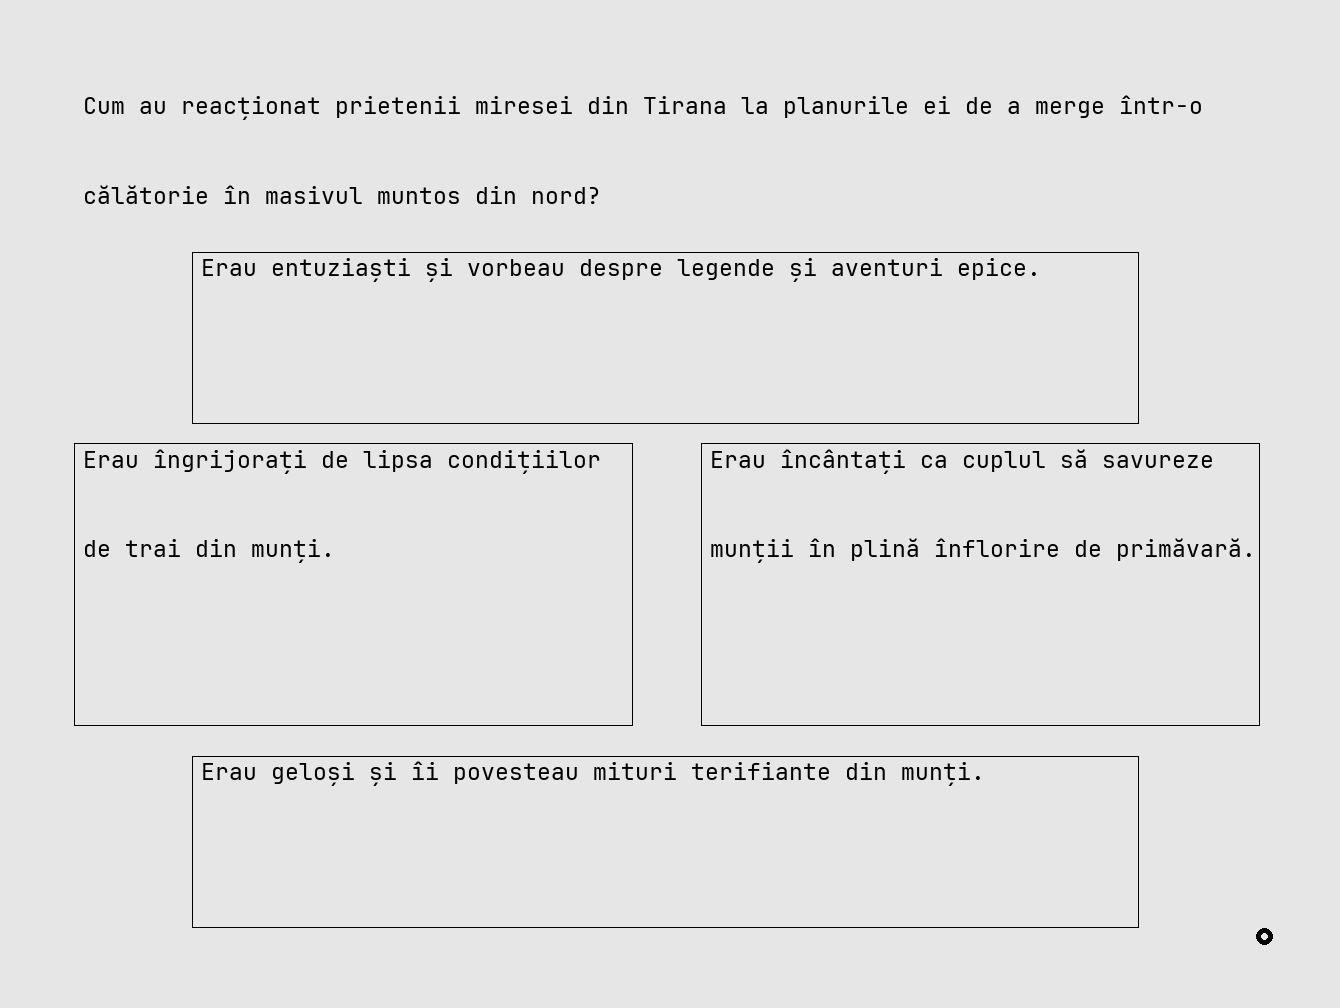 Cum au reacționat prietenii miresei din Tirana la planurile ei de a merge într-o
călătorie în masivul muntos din nord?
Erau entuziaști și vorbeau despre legende și aventuri epice.
Erau îngrijorați de lipsa condițiilor
de trai din munți.
Erau încântați ca cuplul să savureze
munții în plină înflorire de primăvară.
Erau geloși și îi povesteau mituri terifiante din munți.